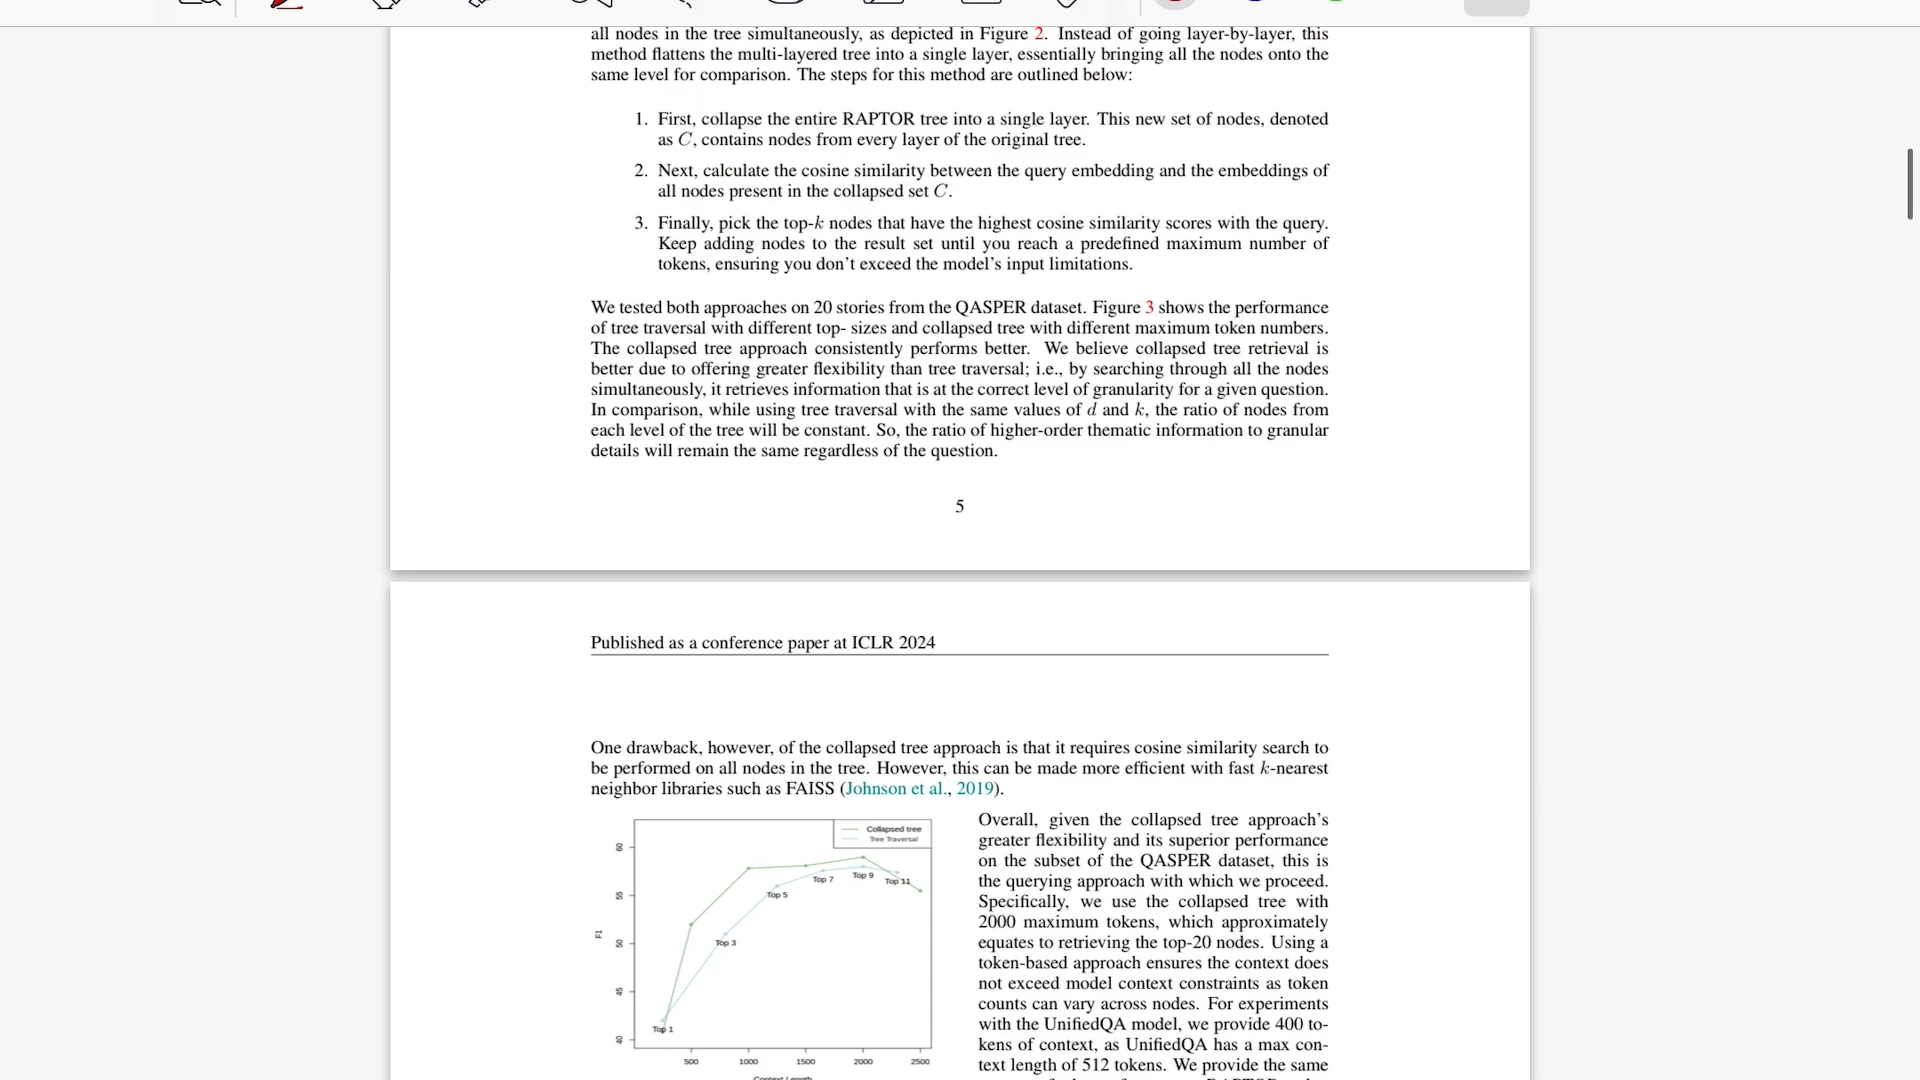 all nodes in the tree simultaneously, as depicted in Figure 2. Instead of going layer-by-layer, this
method flattens the multi-layered tree into a single layer, essentially bringing all the nodes onto the
same level for comparison. The steps for this method are outlined below:
1. First, collapse the entire RAPTOR tree into a single layer. This new set of nodes, denoted
as C, contains nodes from every layer of the original tree.
2. Next, calculate the cosine similarity between the query embedding and the embeddings of
all nodes present in the collapsed set C.
3. Finally, pick the top-k nodes that have the highest cosine similarity scores with the query.
Keep adding nodes to the result set until you reach a predefined maximum number of
tokens, ensuring you don't exceed the model's input limitations.
We tested both approaches on 20 stories from the QASPER dataset. Figure 3 shows the performance
of tree traversal with different top- sizes and collapsed tree with different maximum token numbers.
The collapsed tree approach consistently performs better. We believe collapsed tree retrieval is
better due to offering greater flexibility than tree traversal; i.e., by searching through all the nodes
simultaneously, it retrieves information that is at the correct level of granularity for a given question.
In comparison, while using tree traversal with the same values of d and k, the ratio of nodes from
each level of the tree will be constant. So, the ratio of higher-order thematic information to granular
details will remain the same regardless of the question.
5
Published as a conference paper at ICLR 2024
One drawback, however, of the collapsed tree approach is that it requires cosine similarity search to
be performed on all nodes in the tree. However, this can be made more efficient with fast k-nearest
neighbor libraries such as FAISS (Johnson et al., 2019).
Collapsed tree
Tree Traversal
60
55
50
45
40
F1
Top 1
Top 3
Top 5
Top 7
Top 9
Top 11
500 1000 1500 2000 2500
Context Length
Overall, given the collapsed tree approach's
greater flexibility and its superior performance
on the subset of the QASPER dataset, this is
the querying approach with which we proceed.
Specifically, we use the collapsed tree with
2000 maximum tokens, which approximately
equates to retrieving the top-20 nodes. Using a
token-based approach ensures the context does
not exceed model context constraints as token
counts can vary across nodes. For experiments
with the UnifiedQA model, we provide 400 to-
kens of context, as UnifiedQA has a max con-
text length of 512 tokens. We provide the same